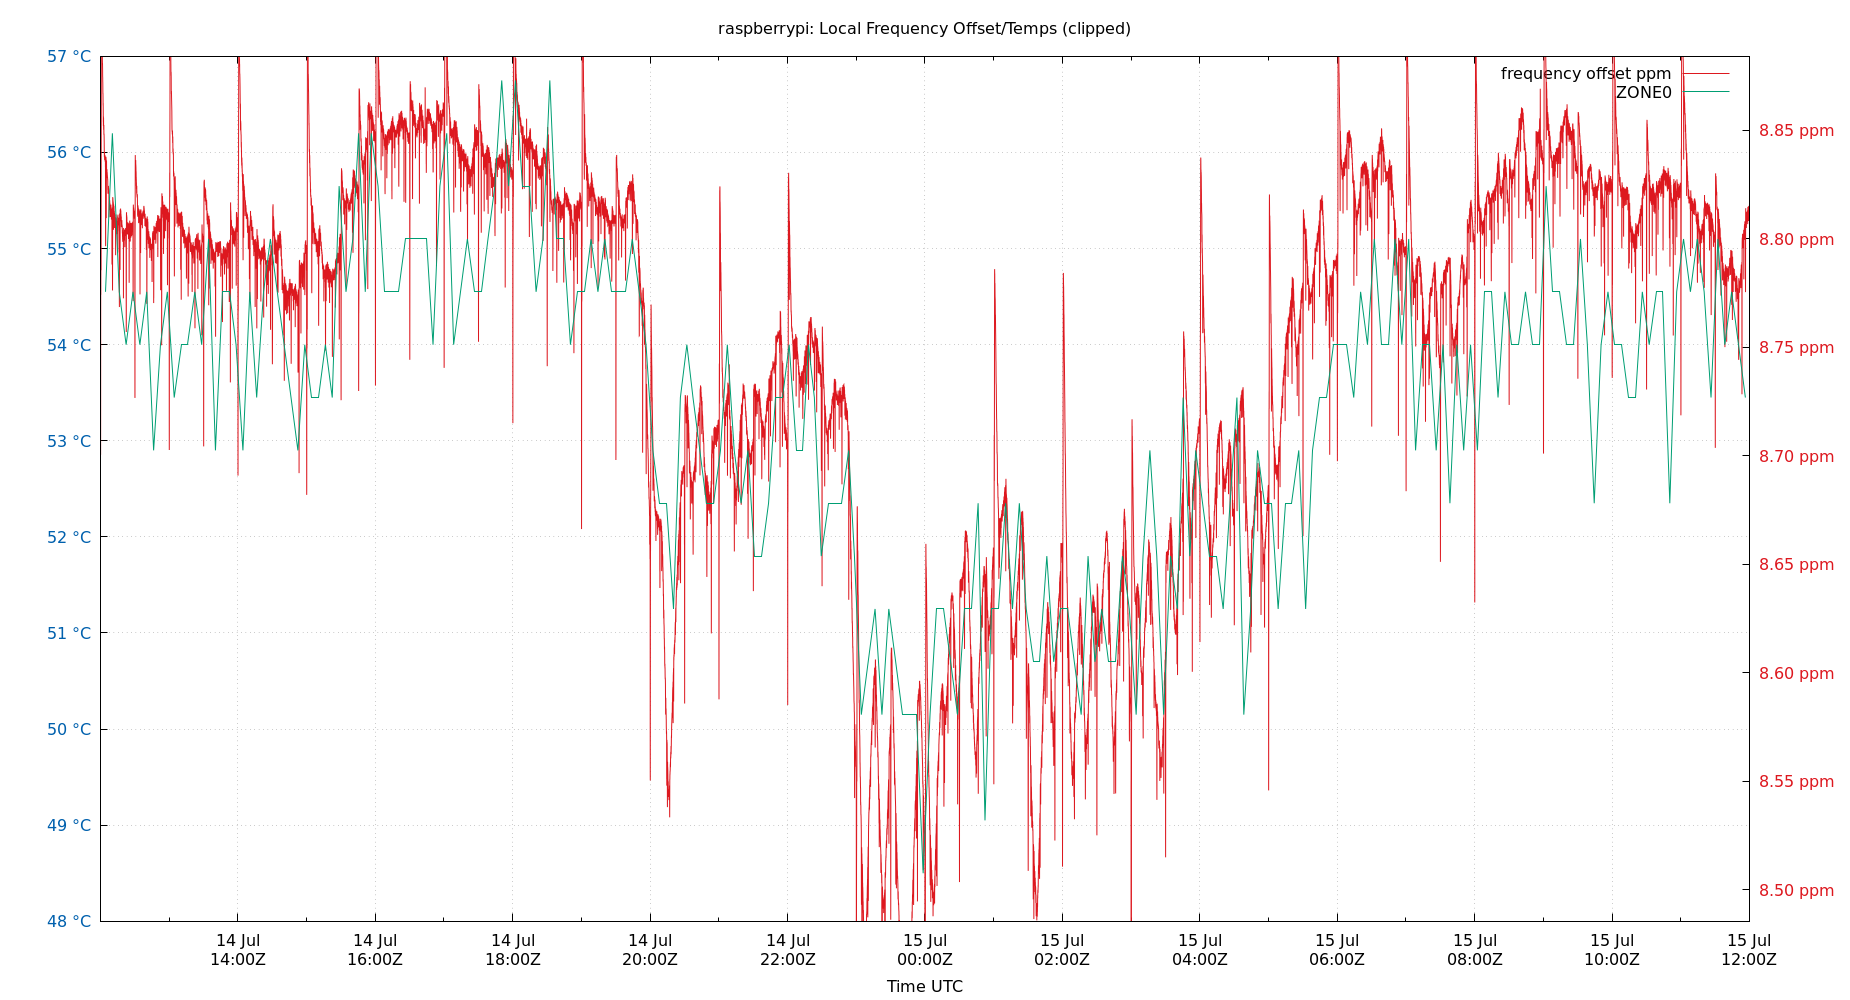 raspberrypi: Local Frequency Offset/Temps (clipped)
frequency offset ppm
ZONE0
57 °C
56 °C
55 °C
54 °C
53 °C
52 °C
51 °C
50 °C
49 °C
48 °C
8.85 ppm
8.80 ppm
8.75 ppm
8.70 ppm
8.65 ppm
8.60 ppm
8.55 ppm
8.50 ppm
14 Jul
14:00Z
14 Jul
16:00Z
14 Jul
18:00Z
14 Jul
20:00Z
14 Jul
22:00Z
15 Jul
00:00Z
15 Jul
02:00Z
15 Jul
04:00Z
15 Jul
06:00Z
15 Jul
08:00Z
15 Jul
10:00Z
15 Jul
12:00Z
Time UTC